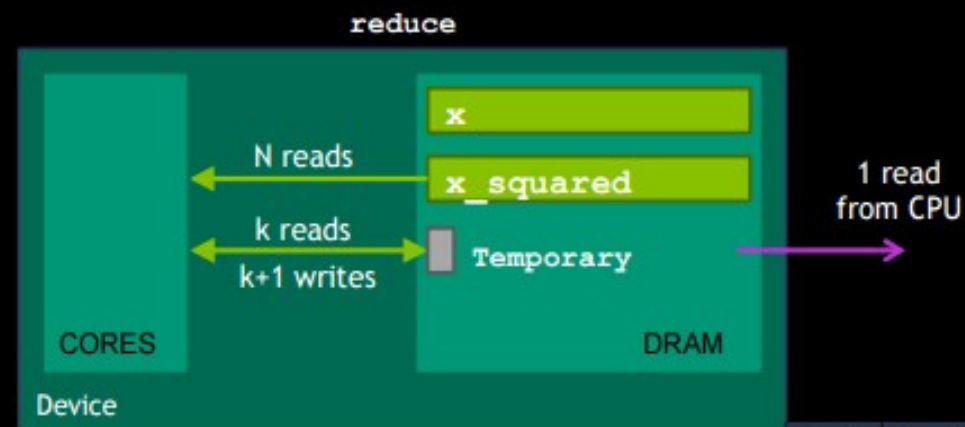 reduce
x
N reads
x_squared
1 read
from CPU
k reads
k+1 writes
Temporary
CORES
DRAM
Device